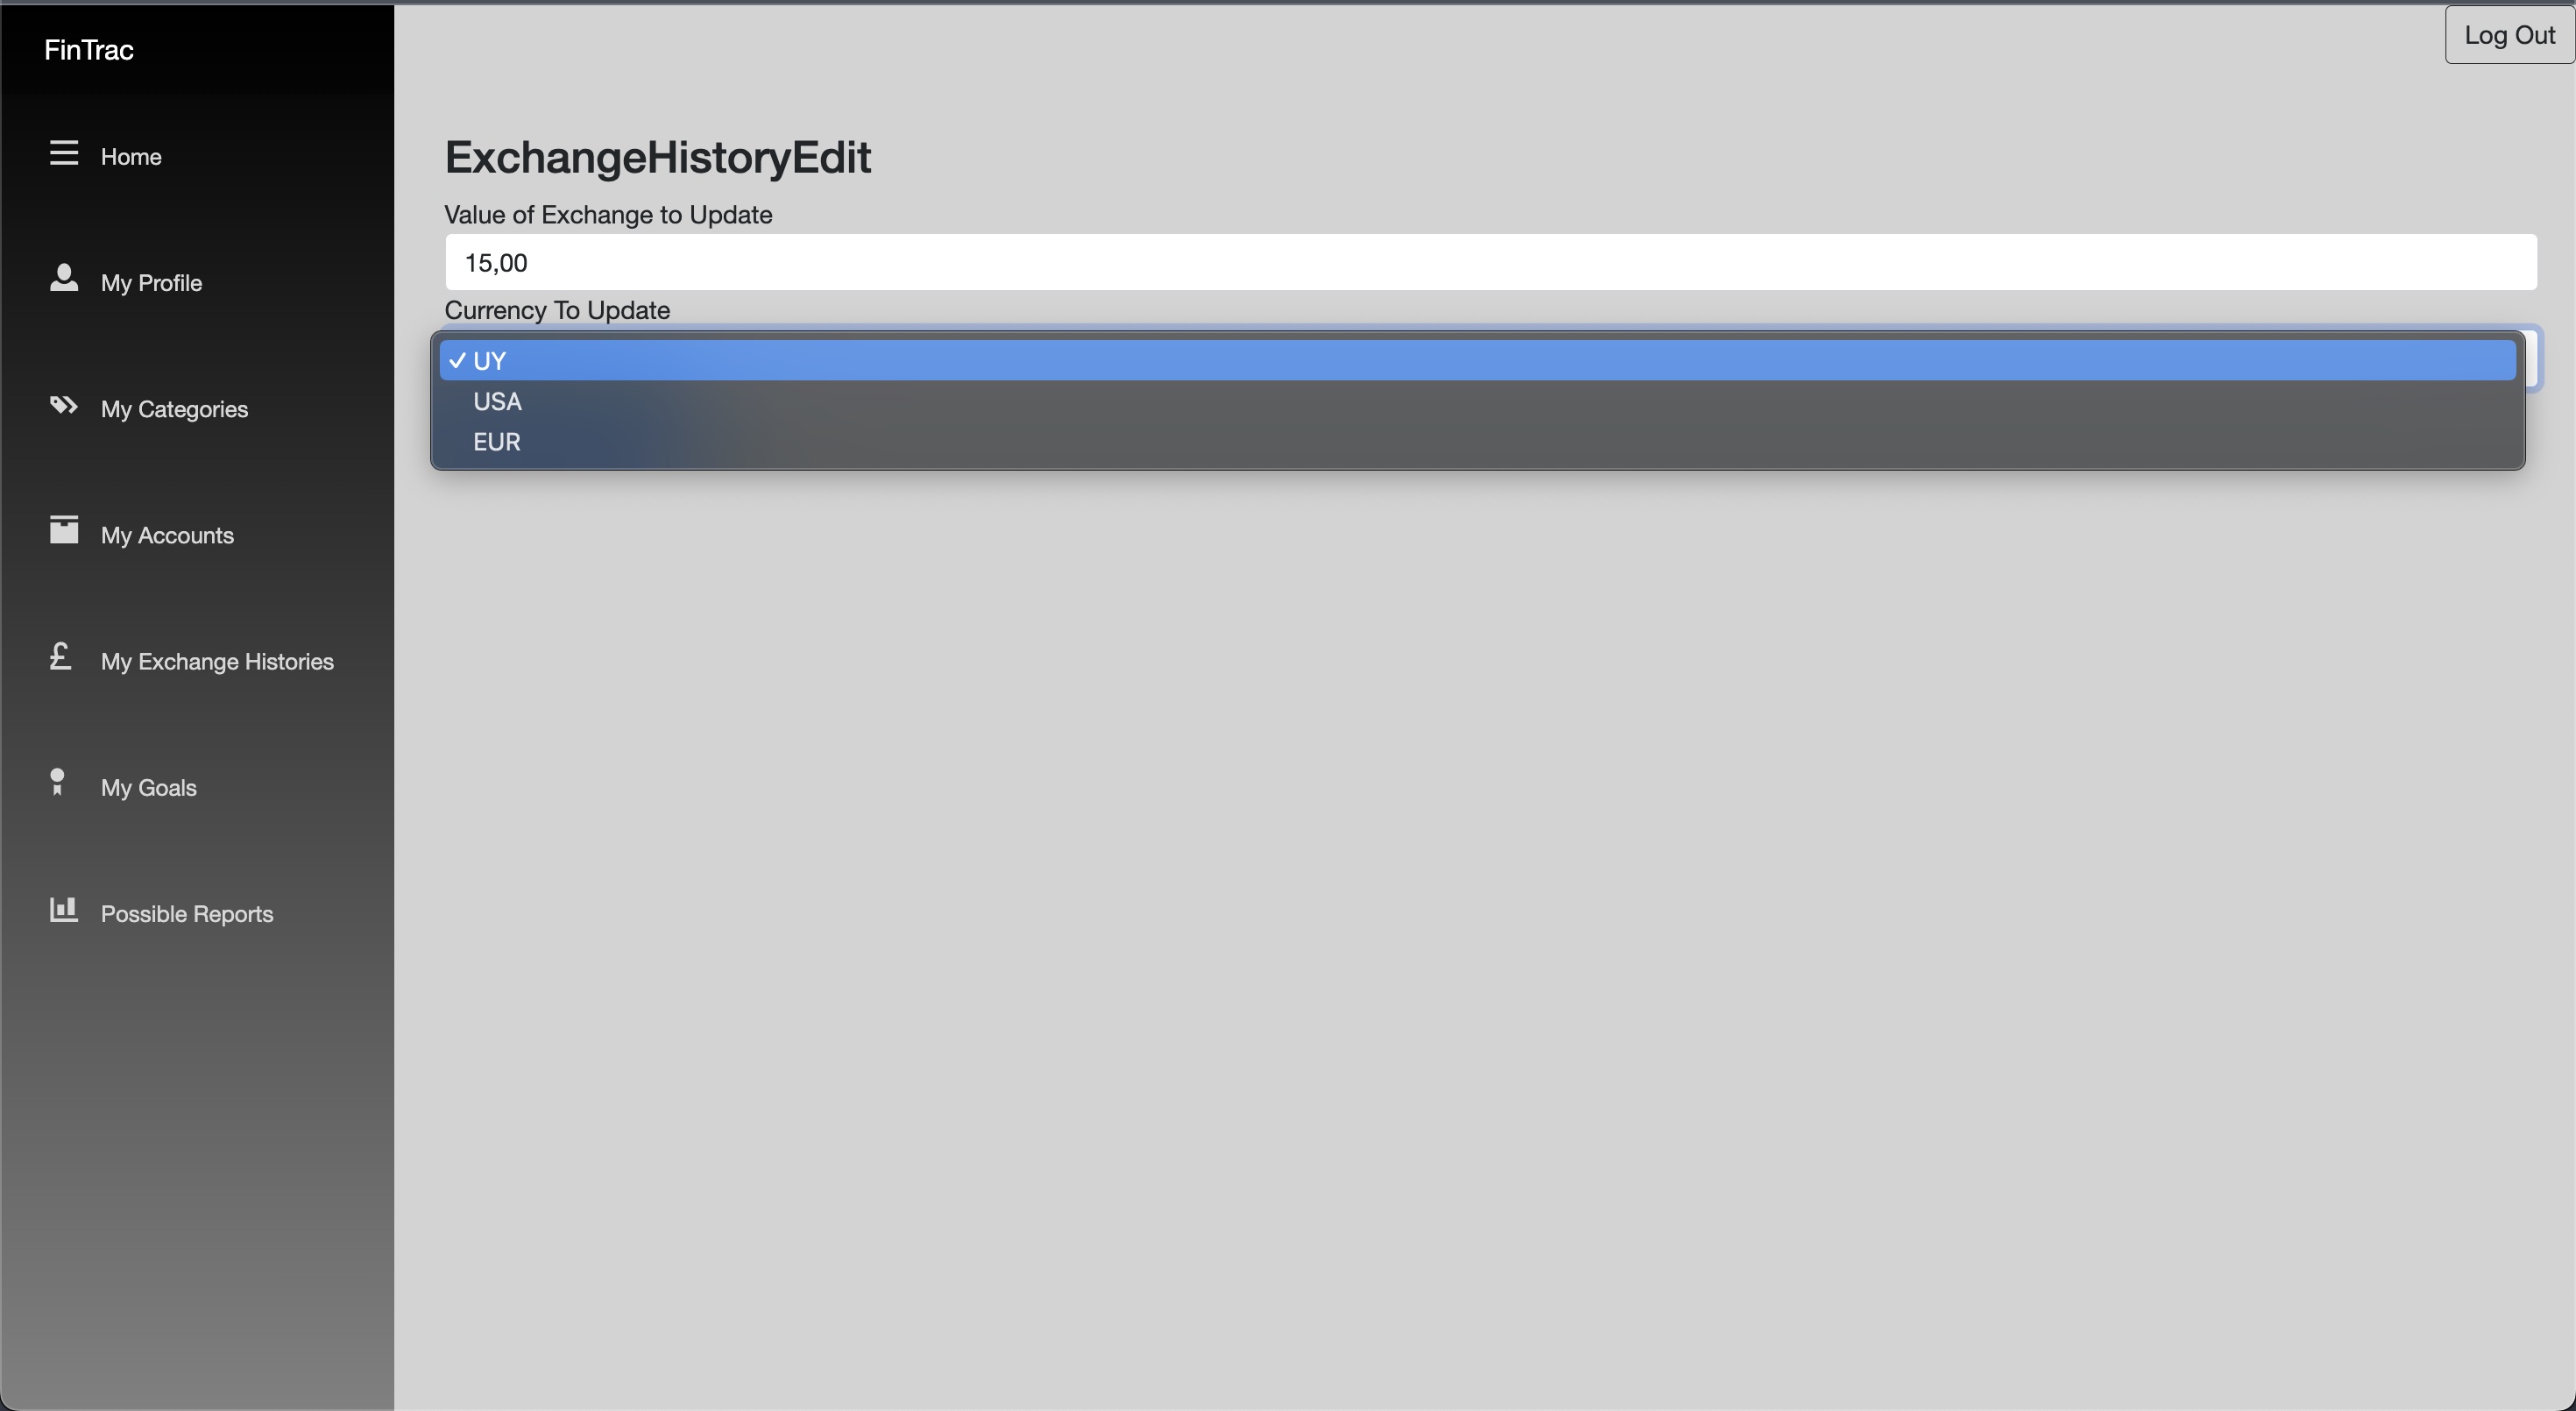 FinTrac
Log Out
Home
My Profile
My Categories
My Accounts
My Exchange Histories
My Goals
Possible Reports
ExchangeHistoryEdit
Value of Exchange to Update
15,00
Currency To Update
UY
USA
EUR